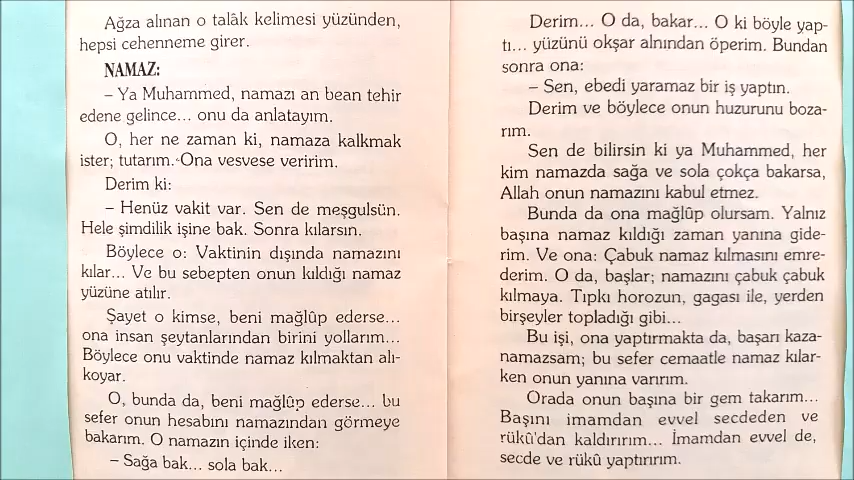 Ağza alınan o talâk kelimesi yüzünden,
hepsi cehenneme girer.
NAMAZ:
– Ya Muhammed, namazı an bean tehir
edene gelince... onu da anlatayım.
O, her ne zaman ki, namaza kalkmak
ister; tutarım. Ona vesvese veririm.
Derim ki:
– Henüz vakit var. Sen de meşgulsün.
Hele şimdilik işine bak. Sonra kılarsın.
Böylece o: Vaktinin dışında namazını
kılar... Ve bu sebepten onun kıldığı namaz
yüzüne atılır.
Şayet o kimse, beni mağlûp ederse...
ona insan şeytanlarından birini yollarım...
Böylece onu vaktinde namaz kılmaktan alı-
koyar.
O, bunda da, beni mağlûp ederse... bu
sefer onun hesabını namazından görmeye
bakarım. O namazın içinde iken:
– Sağa bak... sola bak...
Derim... O da, bakar... O ki böyle yap-
tı... yüzünü okşar alnından öperim. Bundan
sonra ona:
– Sen, ebedi yaramaz bir iş yaptın.
Derim ve böylece onun huzurunu boza-
rım.
Sen de bilirsin ki ya Muhammed, her
kim namazda sağa ve sola çokça bakarsa,
Allah onun namazını kabul etmez.
Bunda da ona mağlûp olursam. Yalnız
başına namaz kıldığı zaman yanına gide-
rim. Ve ona: Çabuk namaz kılmasını emre-
derim. O da, başlar; namazını çabuk çabuk
kılmaya. Tıpkı horozun, gagası ile, yerden
birşeyler topladığı gibi...
Bu işi, ona yaptırmakta da, başarı kaza-
namazsam; bu sefer cemaatle namaz kılar-
ken onun yanına varırım.
Orada onun başına bir gem takarım...
Başını imamdan evvel secdeden ve
rükû'dan kaldırırım... İmamdan evvel de,
secde ve rükû yaptırırım.